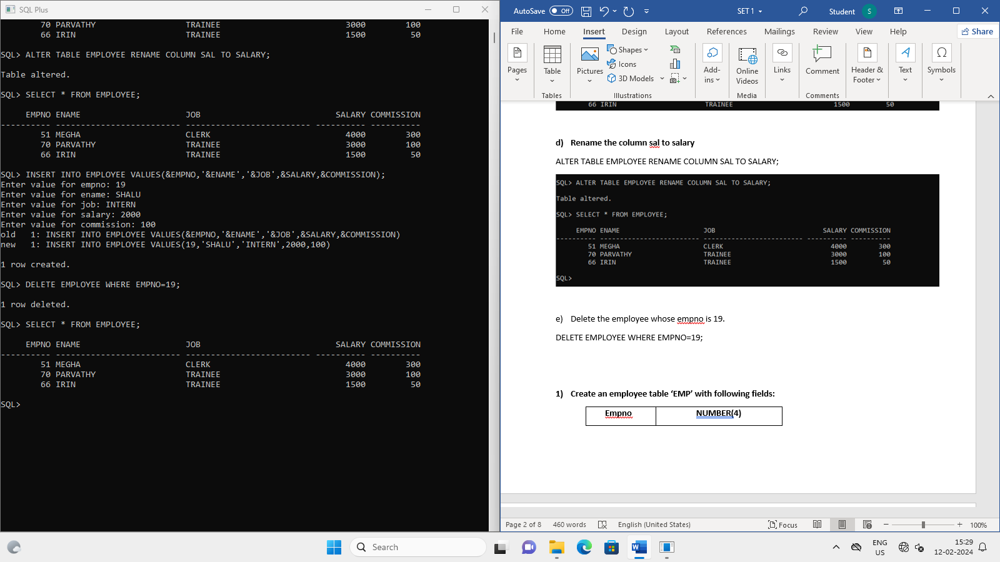 SQL Plus
70 PARVATHY TRAINEE 3000 100
66 IRIN TRAINEE 1500 50
SQL> ALTER TABLE EMPLOYEE RENAME COLUMN SAL TO SALARY;
Table altered.
SQL> SELECT * FROM EMPLOYEE;
EMPNO ENAME JOB SALARY COMMISSION
---------- ------------------------- ------------------------- ---------- ----------
51 MEGHA CLERK 4000 300
70 PARVATHY TRAINEE 3000 100
66 IRIN TRAINEE 1500 50
SQL> INSERT INTO EMPLOYEE VALUES(&EMPNO,'&ENAME','&JOB',&SALARY,&COMMISSION);
Enter value for empno: 19
Enter value for ename: SHALU
Enter value for job: INTERN
Enter value for salary: 2000
Enter value for commission: 100
old 1: INSERT INTO EMPLOYEE VALUES(&EMPNO,'&ENAME','&JOB',&SALARY,&COMMISSION)
new 1: INSERT INTO EMPLOYEE VALUES(19,'SHALU','INTERN',2000,100)
1 row created.
SQL> DELETE EMPLOYEE WHERE EMPNO=19;
1 row deleted.
SQL> SELECT * FROM EMPLOYEE;
EMPNO ENAME JOB SALARY COMMISSION
---------- ------------------------- ------------------------- ---------- ----------
51 MEGHA CLERK 4000 300
70 PARVATHY TRAINEE 3000 100
66 IRIN TRAINEE 1500 50
SQL>
AutoSave Off SET 1 Student S
File Home Insert Design Layout References Mailings Review View Help Share
Pages
Table
Tables
Pictures
Shapes
Icons
3D Models
Illustrations
Add-
ins
Online
Videos
Media
Links
Comment
Comments
Header &
Footer
Text
Symbols
66 IRIN TRAINEE 1500 50
d) Rename the column sal to salary
ALTER TABLE EMPLOYEE RENAME COLUMN SAL TO SALARY;
SQL> ALTER TABLE EMPLOYEE RENAME COLUMN SAL TO SALARY;
Table altered.
SQL> SELECT * FROM EMPLOYEE;
EMPNO ENAME JOB SALARY COMMISSION
---------- ------------------------- ------------------------- ---------- ----------
51 MEGHA CLERK 4000 300
70 PARVATHY TRAINEE 3000 100
66 IRIN TRAINEE 1500 50
SQL>
e) Delete the employee whose empno is 19.
DELETE EMPLOYEE WHERE EMPNO=19;
1) Create an employee table ‘EMP’ with following fields:
Empno NUMBER(4)
Page 2 of 8 460 words English (United States) Focus 100%
Search
ENG
US
15:29
12-02-2024